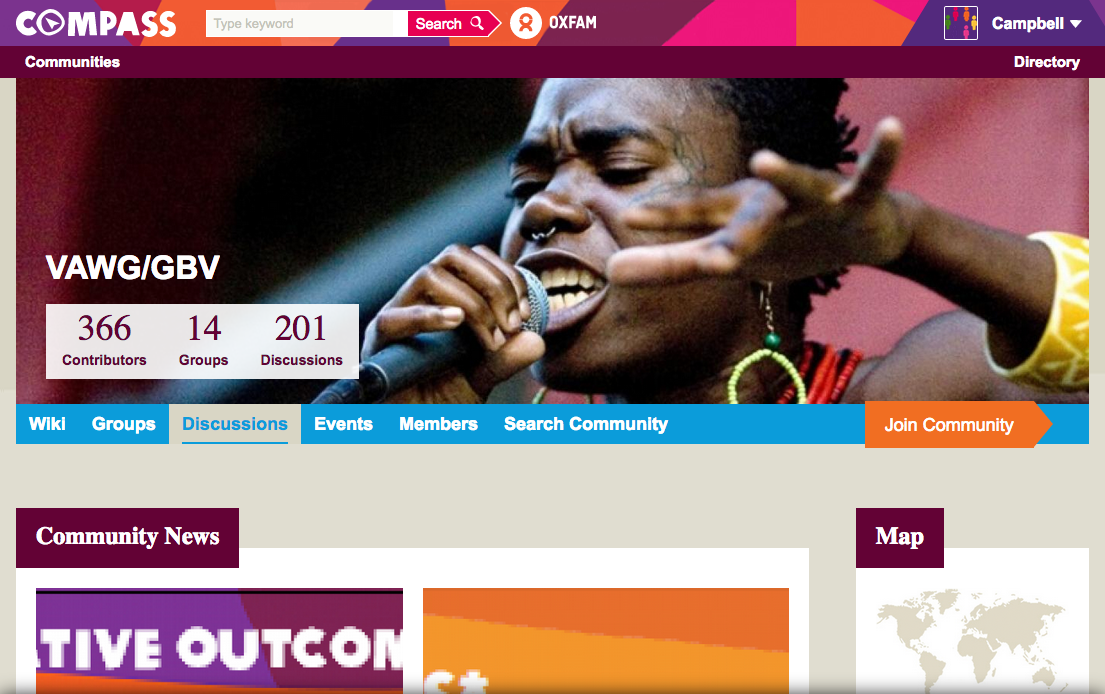 COMPASS
Type keyword
Search
OXFAM
Campbell
Communities
Directory
VAWG/GBV
366 14 201
Contributors Groups Discussions
Wiki Groups Discussions Events Members Search Community
Join Community
Community News
Map
ATIVE OUTCOM
st